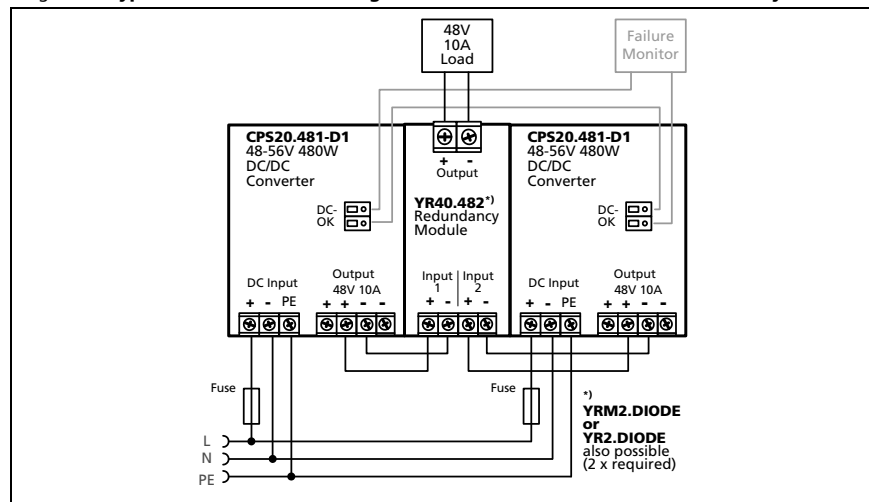 48V
10A
Load
Failure
Monitor
CPS20.481-D1
48-56V 480W
DC/DC
Converter
DC-
OK
DC Input
+ - PE
Output
48V 10A
+ + - -
+ -
Output
YR40.482*)
Redundancy
Module
Input
1
Input
2
+ - + -
CPS20.481-D1
48-56V 480W
DC/DC
Converter
DC-
OK
DC Input
+ - PE
Output
48V 10A
+ + - -
Fuse
Fuse
L
N
PE
*)
YRM2.DIODE
or
YR2.DIODE
also possible
(2 x required)